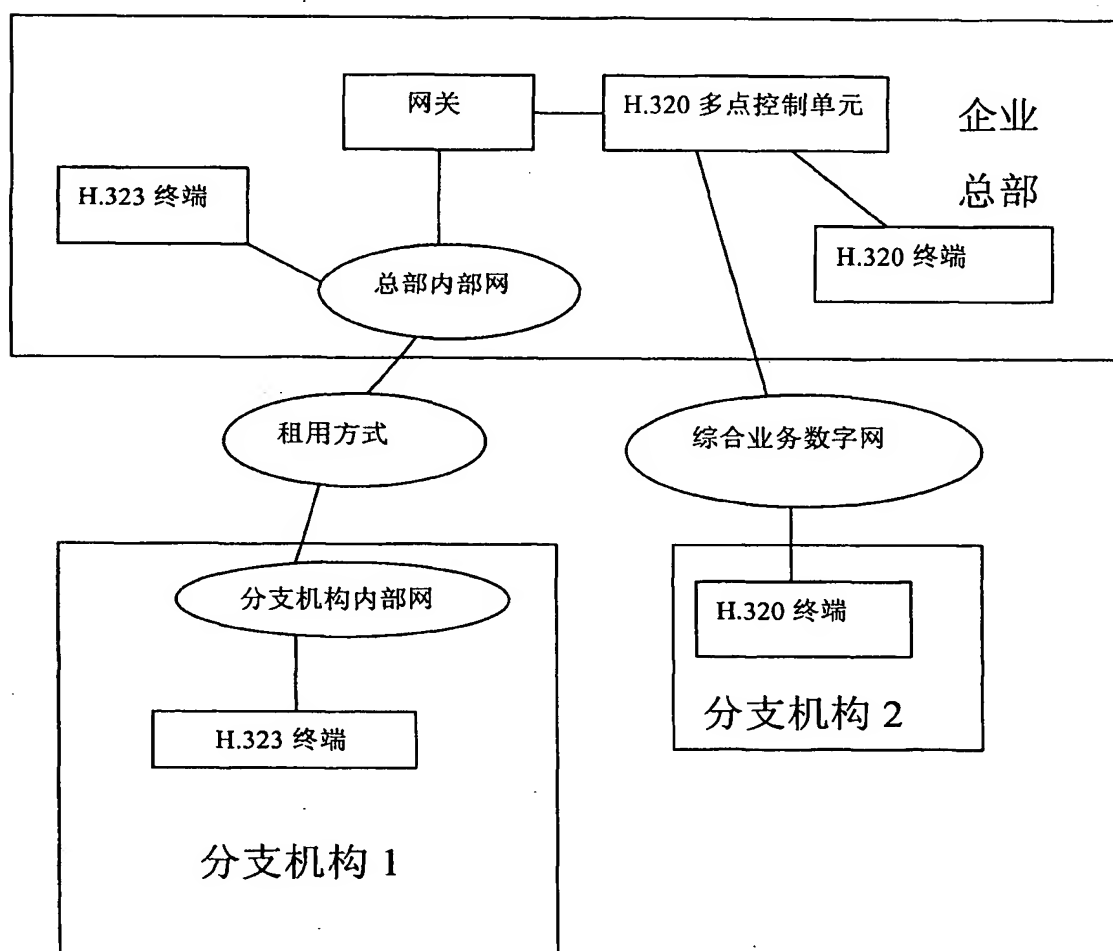 网关
H.320 多点控制单元
企业
总部
H.323 终端
H.320 终端
总部内部网
租用方式
综合业务数字网
分支机构内部网
H.320 终端
分支机构 2
H.323 终端
分支机构 1